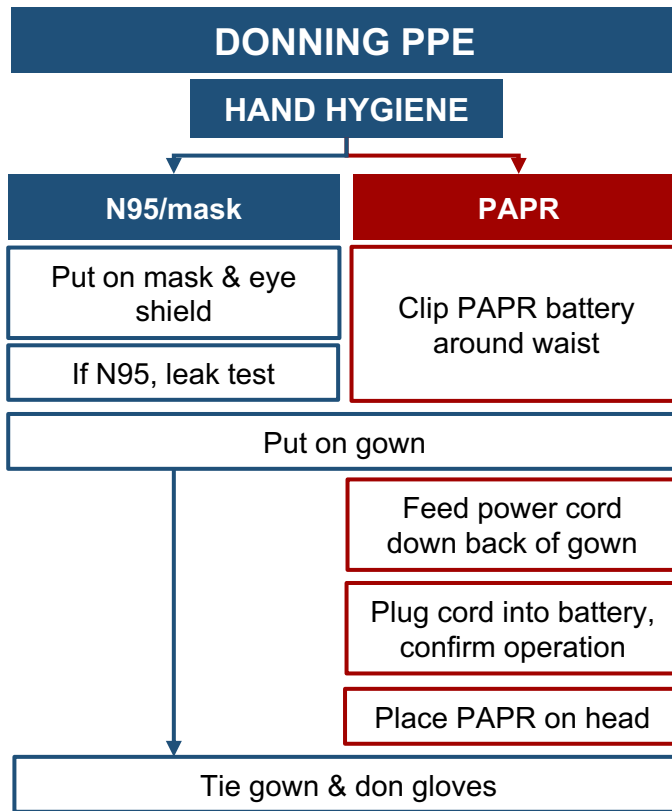 DONNING PPE
HAND HYGIENE
N95/mask
PAPR
Put on mask & eye
shield
If N95, leak test
Clip PAPR battery
around waist
Put on gown
Feed power cord
down back of gown
Plug cord into battery,
confirm operation
Place PAPR on head
Tie gown & don gloves